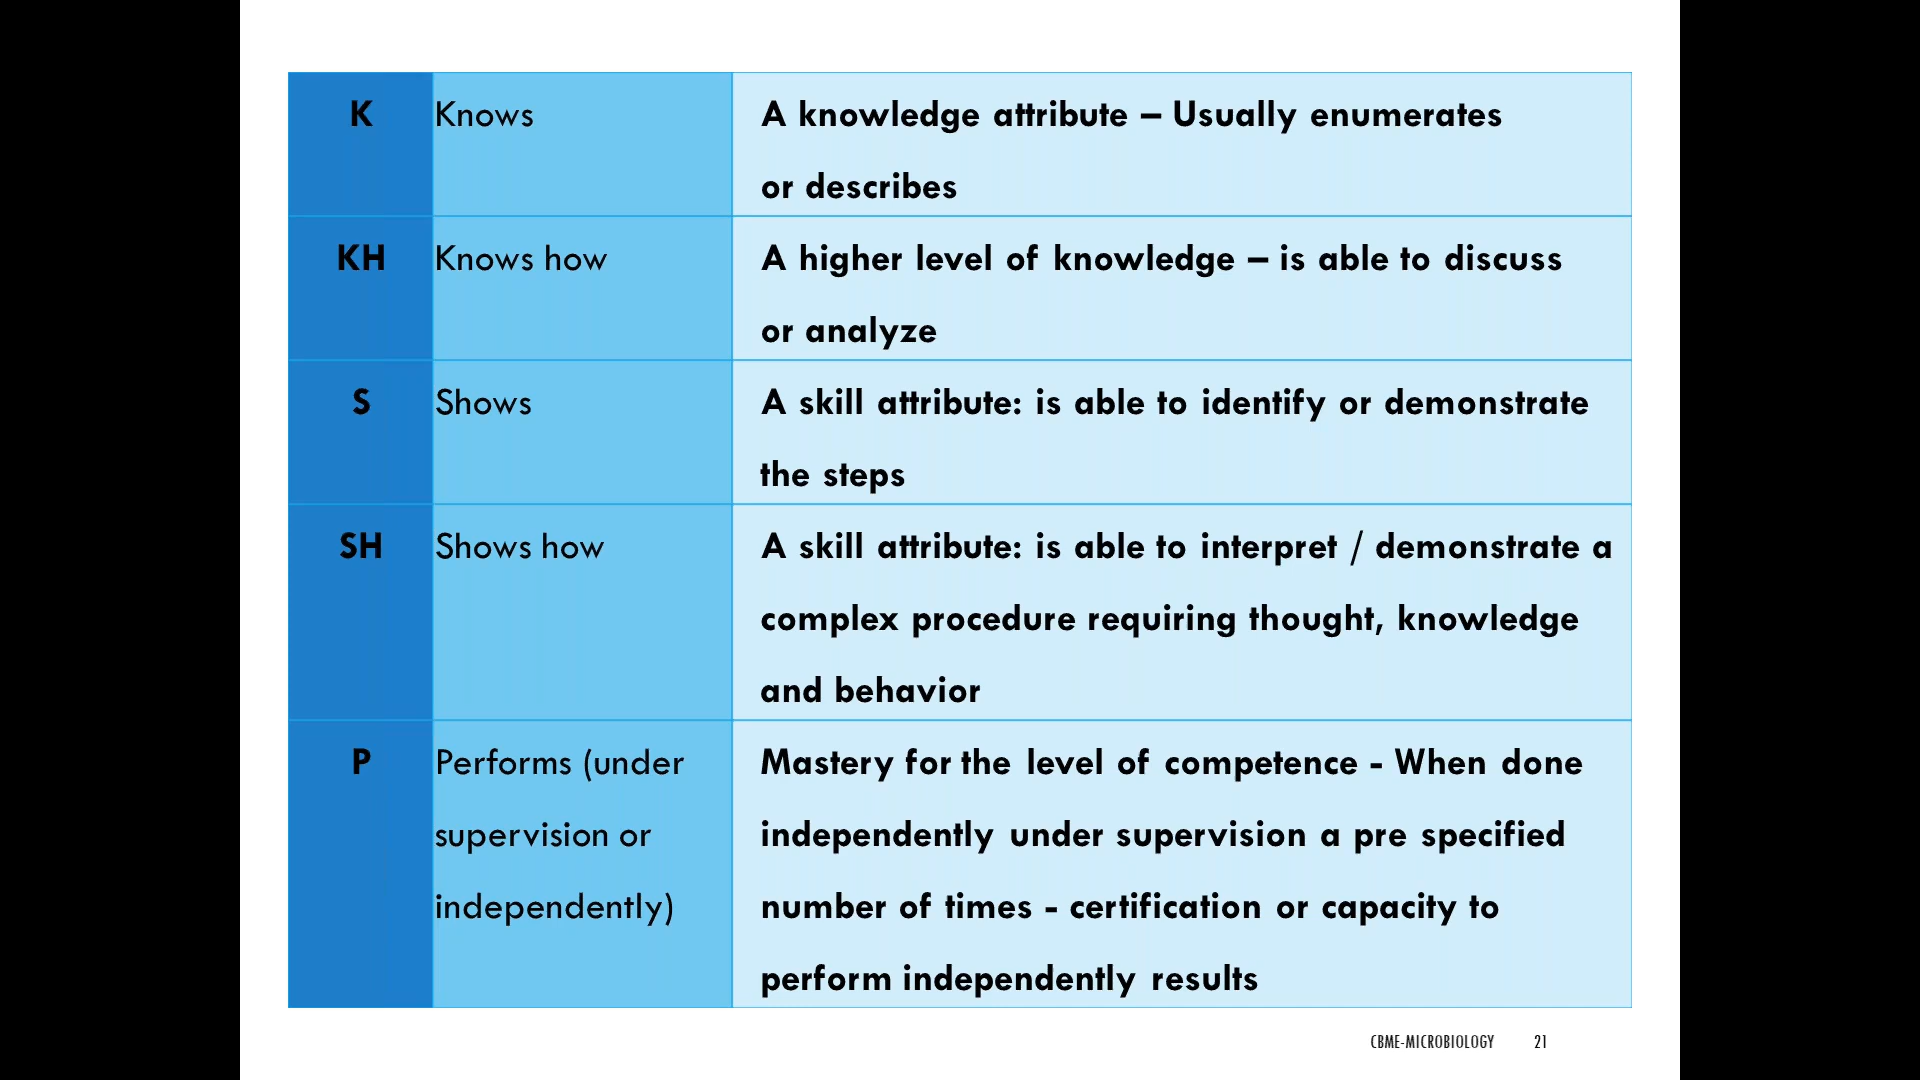 K Knows A knowledge attribute – Usually enumerates
or describes
KH Knows how A higher level of knowledge – is able to discuss
or analyze
S Shows A skill attribute: is able to identify or demonstrate
the steps
SH Shows how A skill attribute: is able to interpret / demonstrate a
complex procedure requiring thought, knowledge
and behavior
P Performs (under Mastery for the level of competence - When done
supervision or independently under supervision a pre specified
independently) number of times - certification or capacity to
perform independently results
CBME-MICROBIOLOGY 21